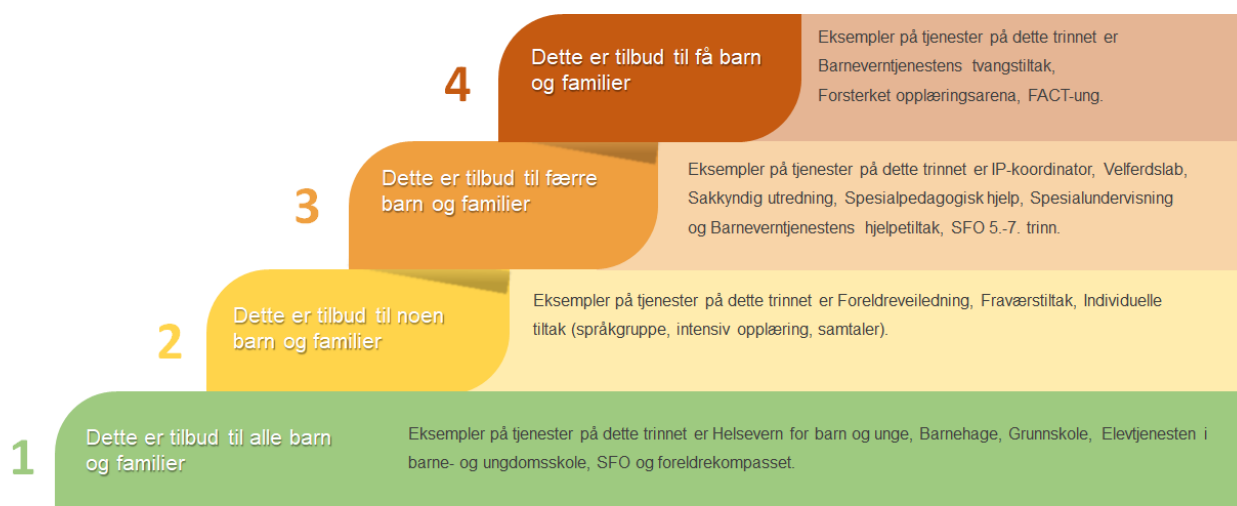 4
Dette er tilbud til få barn
og familier
Eksempler på tjenester på dette trinnet er
Barneverntjenestens tvangstiltak,
Forsterket opplæringsarena, FACT-ung.
3
Dette er tilbud til færre
barn og familier
Eksempler på tjenester på dette trinnet er IP-koordinator, Velferdslab,
Sakkyndig utredning, Spesialpedagogisk hjelp, Spesialundervisning
og Barneverntjenestens hjelpetiltak, SFO 5.-7. trinn.
2
Dette er tilbud til noen
barn og familier
Eksempler på tjenester på dette trinnet er Foreldreveiledning, Fraværstiltak, Individuelle
tiltak (språkgruppe, intensiv opplæring, samtaler).
1
Dette er tilbud til alle barn
og familier
Eksempler på tjenester på dette trinnet er Helsevern for barn og unge, Barnehage, Grunnskole, Elevtjenesten i
barne- og ungdomsskole, SFO og foreldrekompasset.